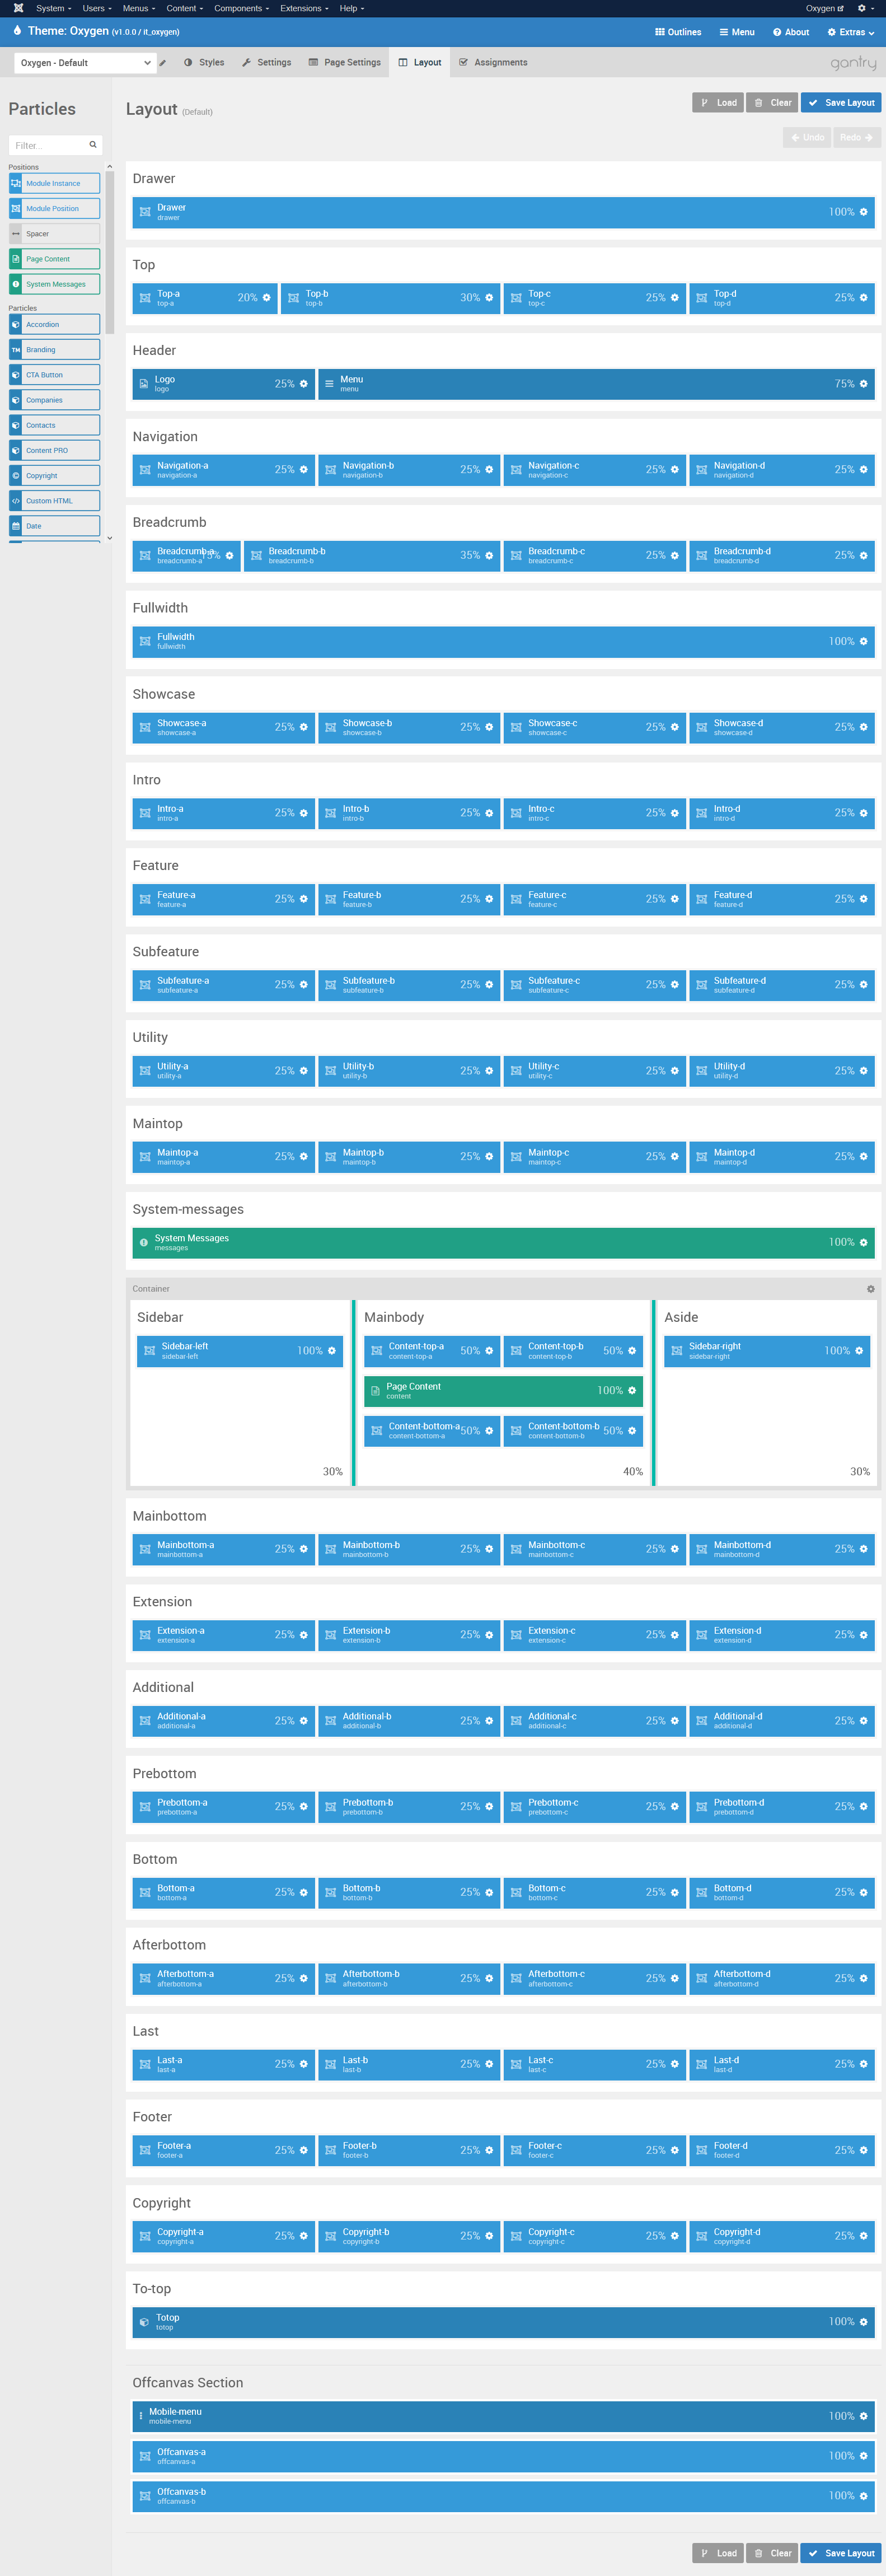 System Users Menus Content Components Extensions Help Oxygen
Theme: Oxygen (v1.0.0 / it_oxygen) Outlines Menu About Extras
Oxygen - Default Styles Settings Page Settings Layout Assignments gantry
Particles
Filter...
Positions
Module Instance
Module Position
Spacer
Page Content
System Messages
Particles
Accordion
TM Branding
CTA Button
Companies
Contacts
Content PRO
Copyright
Custom HTML
Date
Layout (Default)
Load Clear Save Layout
Undo Redo
Drawer
Drawer 100%
drawer
Top
Top-a 20% Top-b 30% Top-c 25% Top-d 25%
top-a top-b top-c top-d
Header
Logo 25% Menu 75%
logo menu
Navigation
Navigation-a 25% Navigation-b 25% Navigation-c 25% Navigation-d 25%
navigation-a navigation-b navigation-c navigation-d
Breadcrumb
Breadcrumb-a 15% Breadcrumb-b 35% Breadcrumb-c 25% Breadcrumb-d 25%
breadcrumb-a breadcrumb-b breadcrumb-c breadcrumb-d
Fullwidth
Fullwidth 100%
fullwidth
Showcase
Showcase-a 25% Showcase-b 25% Showcase-c 25% Showcase-d 25%
showcase-a showcase-b showcase-c showcase-d
Intro
Intro-a 25% Intro-b 25% Intro-c 25% Intro-d 25%
intro-a intro-b intro-c intro-d
Feature
Feature-a 25% Feature-b 25% Feature-c 25% Feature-d 25%
feature-a feature-b feature-c feature-d
Subfeature
Subfeature-a 25% Subfeature-b 25% Subfeature-c 25% Subfeature-d 25%
subfeature-a subfeature-b subfeature-c subfeature-d
Utility
Utility-a 25% Utility-b 25% Utility-c 25% Utility-d 25%
utility-a utility-b utility-c utility-d
Maintop
Maintop-a 25% Maintop-b 25% Maintop-c 25% Maintop-d 25%
maintop-a maintop-b maintop-c maintop-d
System-messages
System Messages 100%
messages
Container
Sidebar Mainbody Aside
Sidebar-left 100% Content-top-a 50% Content-top-b 50% Sidebar-right 100%
sidebar-left content-top-a content-top-b sidebar-right
Page Content 100%
content
Content-bottom-a 50% Content-bottom-b 50%
content-bottom-a content-bottom-b
30% 40% 30%
Mainbottom
Mainbottom-a 25% Mainbottom-b 25% Mainbottom-c 25% Mainbottom-d 25%
mainbottom-a mainbottom-b mainbottom-c mainbottom-d
Extension
Extension-a 25% Extension-b 25% Extension-c 25% Extension-d 25%
extension-a extension-b extension-c extension-d
Additional
Additional-a 25% Additional-b 25% Additional-c 25% Additional-d 25%
additional-a additional-b additional-c additional-d
Prebottom
Prebottom-a 25% Prebottom-b 25% Prebottom-c 25% Prebottom-d 25%
prebottom-a prebottom-b prebottom-c prebottom-d
Bottom
Bottom-a 25% Bottom-b 25% Bottom-c 25% Bottom-d 25%
bottom-a bottom-b bottom-c bottom-d
Afterbottom
Afterbottom-a 25% Afterbottom-b 25% Afterbottom-c 25% Afterbottom-d 25%
afterbottom-a afterbottom-b afterbottom-c afterbottom-d
Last
Last-a 25% Last-b 25% Last-c 25% Last-d 25%
last-a last-b last-c last-d
Footer
Footer-a 25% Footer-b 25% Footer-c 25% Footer-d 25%
footer-a footer-b footer-c footer-d
Copyright
Copyright-a 25% Copyright-b 25% Copyright-c 25% Copyright-d 25%
copyright-a copyright-b copyright-c copyright-d
To-top
Totop 100%
totop
Offcanvas Section
Mobile-menu 100%
mobile-menu
Offcanvas-a 100%
offcanvas-a
Offcanvas-b 100%
offcanvas-b
Load Clear Save Layout